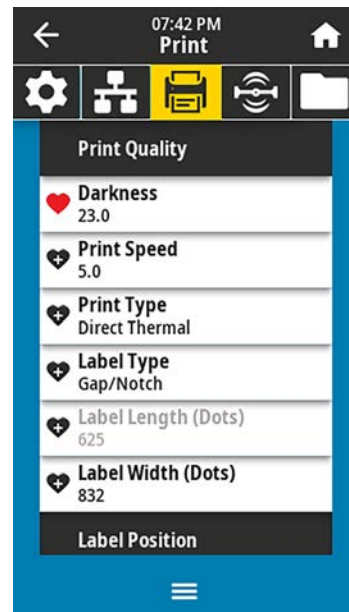 07:42 PM
Print
Print Quality
Darkness
23.0
Print Speed
5.0
Print Type
Direct Thermal
Label Type
Gap/Notch
Label Length (Dots)
625
Label Width (Dots)
832
Label Position